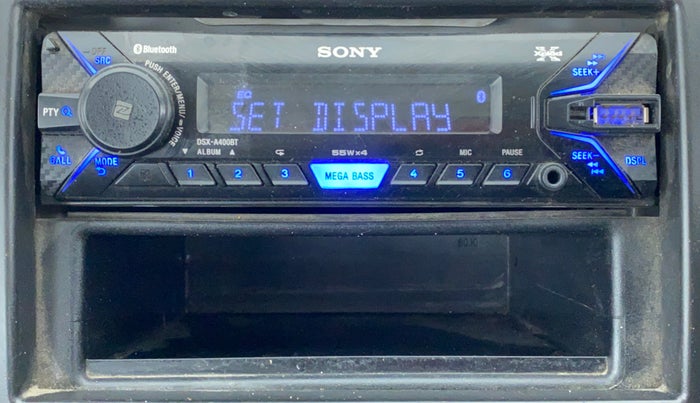 OFF
SRC
Bluetooth
SONY
SEEK+
PUSH ENTER/MENU/ VOICE
PTY
EQ
SET DISPLAY
DSX-A400BT
CALL
MODE
ALBUM
55W×4
MIC
PAUSE
SEEK−
DSPL
1
2
3
MEGA BASS
4
5
6